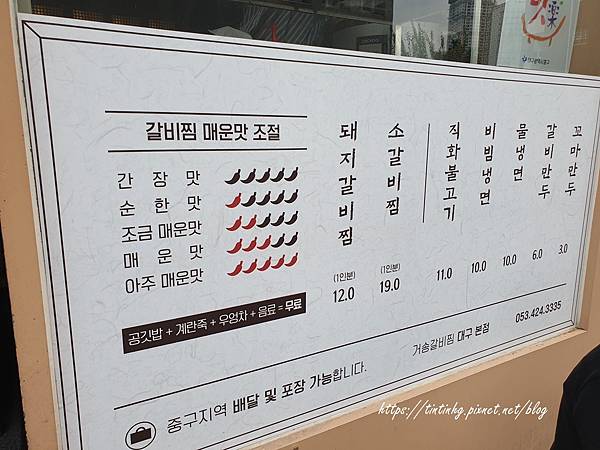 갈비찜 매운맛 조절
간 장 맛
순 한 맛
조금 매운맛
매 운 맛
아주 매운맛
공깃밥 + 계란죽 + 우엉차 + 음료 = 무료
돼지갈비찜
(1인분)
12.0
소갈비찜
(1인분)
19.0
직화불고기
11.0
비빔냉면
10.0
물냉면
10.0
갈비만두
6.0
꼬마만두
3.0
053.424.3335
거송갈비찜 대구 본점
중구지역 배달 및 포장 가능합니다.
https://tintinhg.pixnet.net/blog